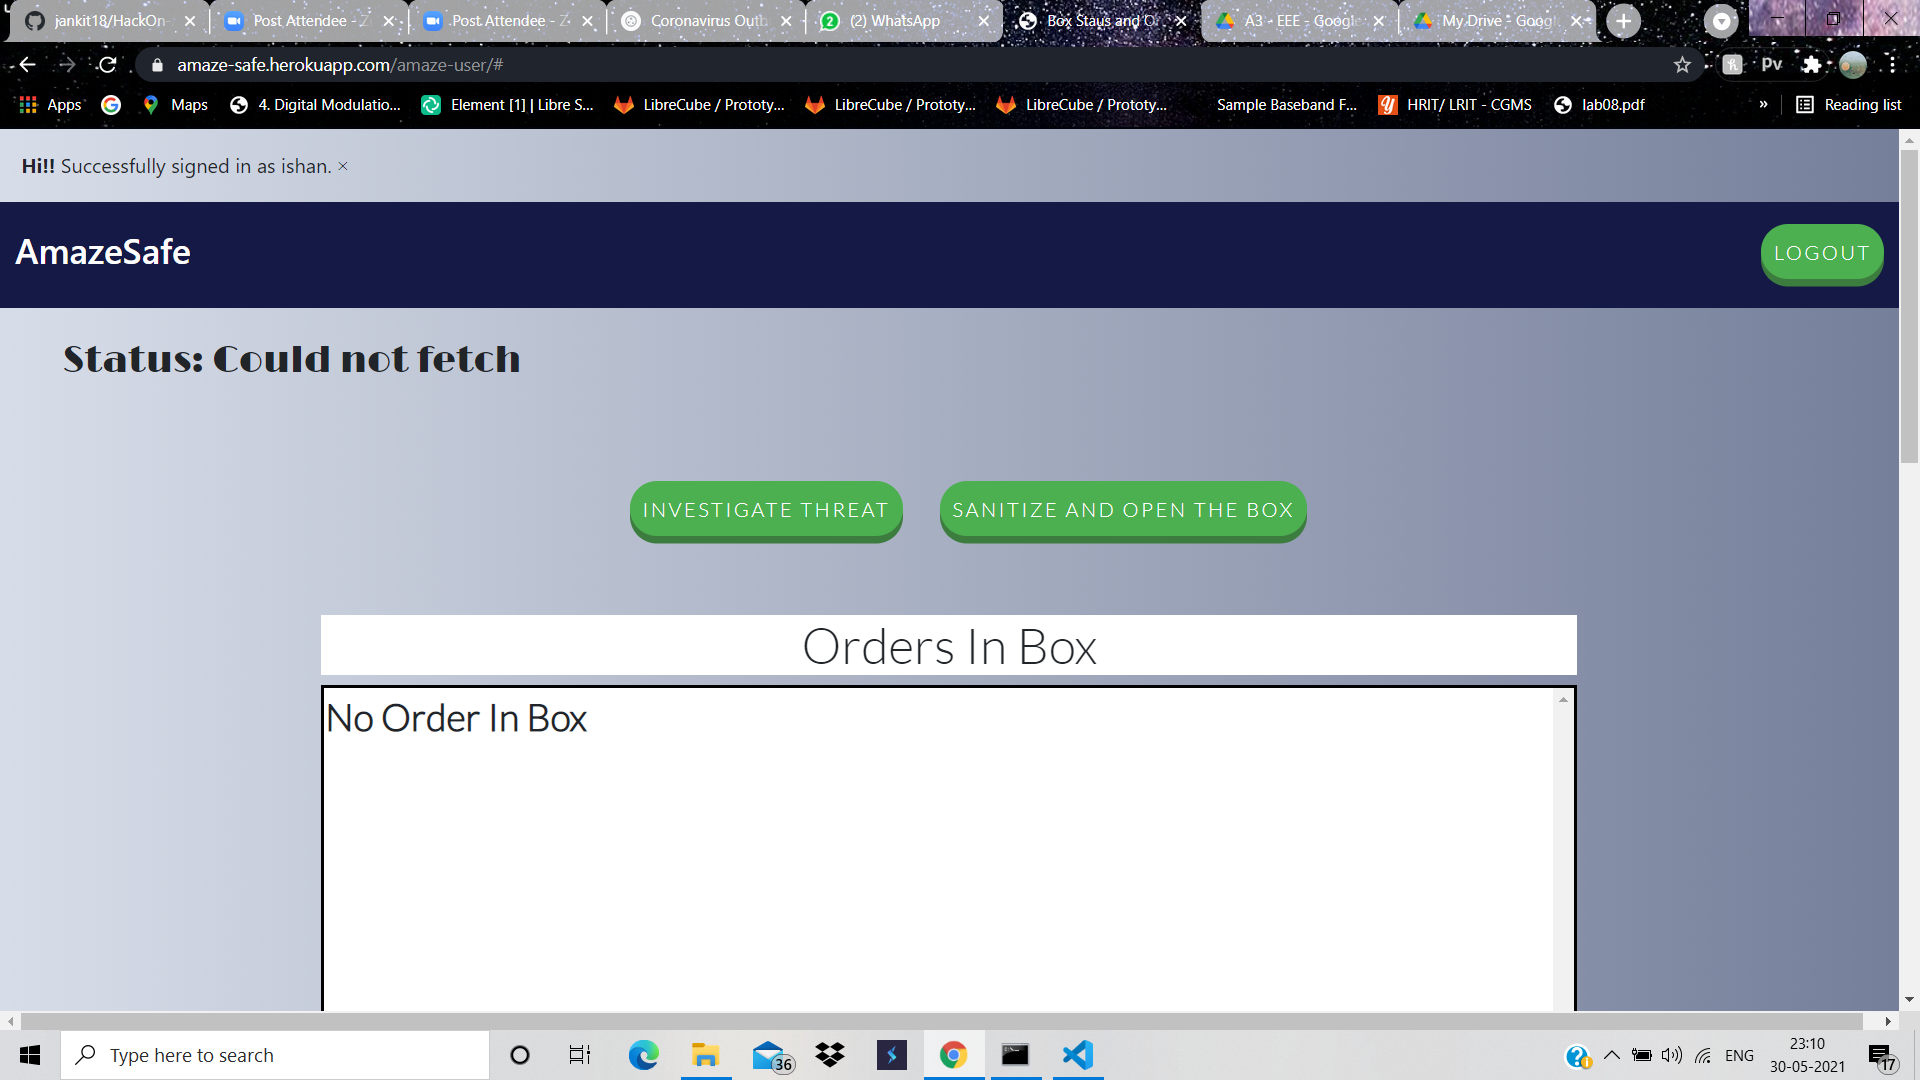 jankit18/HackOn-
Post Attendee - Z
Post Attendee - Z
Coronavirus Outb
(2) WhatsApp
Box Staus and O
A3 - EEE - Google
My Drive - Googl
amaze-safe.herokuapp.com/amaze-user/#
Pv
Apps
Maps
4. Digital Modulatio...
Element [1] | Libre S...
LibreCube / Prototy...
LibreCube / Prototy...
LibreCube / Prototy...
Sample Baseband F...
HRIT/ LRIT - CGMS
lab08.pdf
»
Reading list
Hi!! Successfully signed in as ishan. ×
AmazeSafe
LOGOUT
Status: Could not fetch
INVESTIGATE THREAT
SANITIZE AND OPEN THE BOX
Orders In Box
No Order In Box
Type here to search
36
ENG
23:10
30-05-2021
17